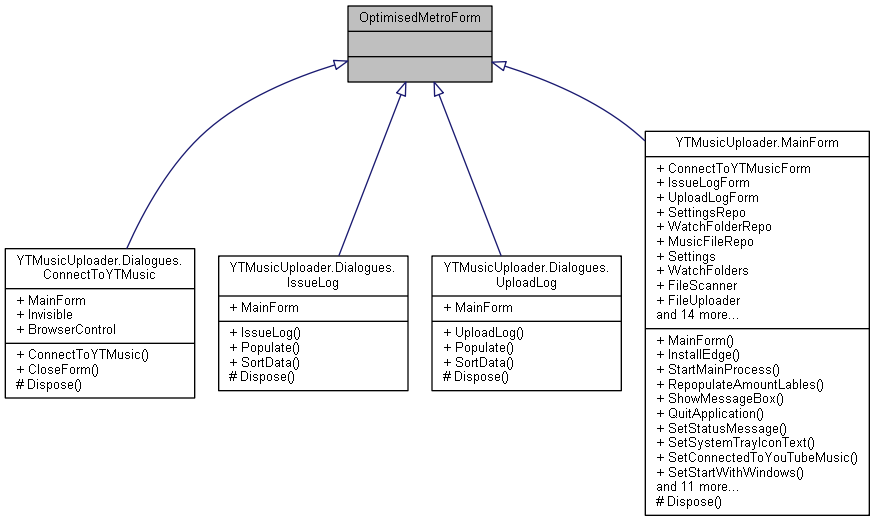 OptimisedMetroForm
YTMusicUploader.MainForm
+ ConnectToYTMusicForm
+ IssueLogForm
+ UploadLogForm
+ SettingsRepo
+ WatchFolderRepo
+ MusicFileRepo
+ Settings
+ WatchFolders
+ FileScanner
+ FileUploader
and 14 more...
+ MainForm()
+ InstallEdge()
+ StartMainProcess()
+ RepopulateAmountLables()
+ ShowMessageBox()
+ QuitApplication()
+ SetStatusMessage()
+ SetSystemTrayIconText()
+ SetConnectedToYouTubeMusic()
+ SetStartWithWindows()
and 11 more...
# Dispose()
YTMusicUploader.Dialogues.
ConnectToYTMusic
+ MainForm
+ Invisible
+ BrowserControl
+ ConnectToYTMusic()
+ CloseForm()
# Dispose()
YTMusicUploader.Dialogues.
IssueLog
+ MainForm
+ IssueLog()
+ Populate()
+ SortData()
# Dispose()
YTMusicUploader.Dialogues.
UploadLog
+ MainForm
+ UploadLog()
+ Populate()
+ SortData()
# Dispose()